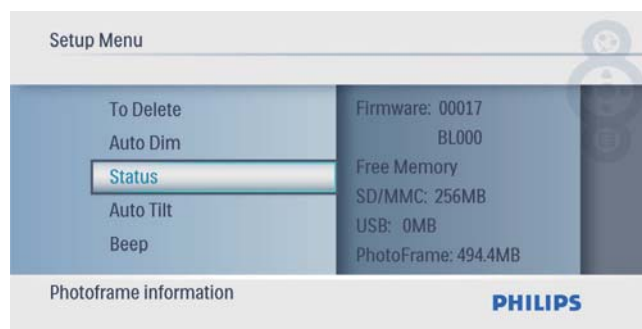 Setup Menu
To Delete
Auto Dim
Status
Auto Tilt
Beep
Firmware: 00017
BL000
Free Memory
SD/MMC: 256MB
USB: 0MB
PhotoFrame: 494.4MB
Photoframe information
PHILIPS